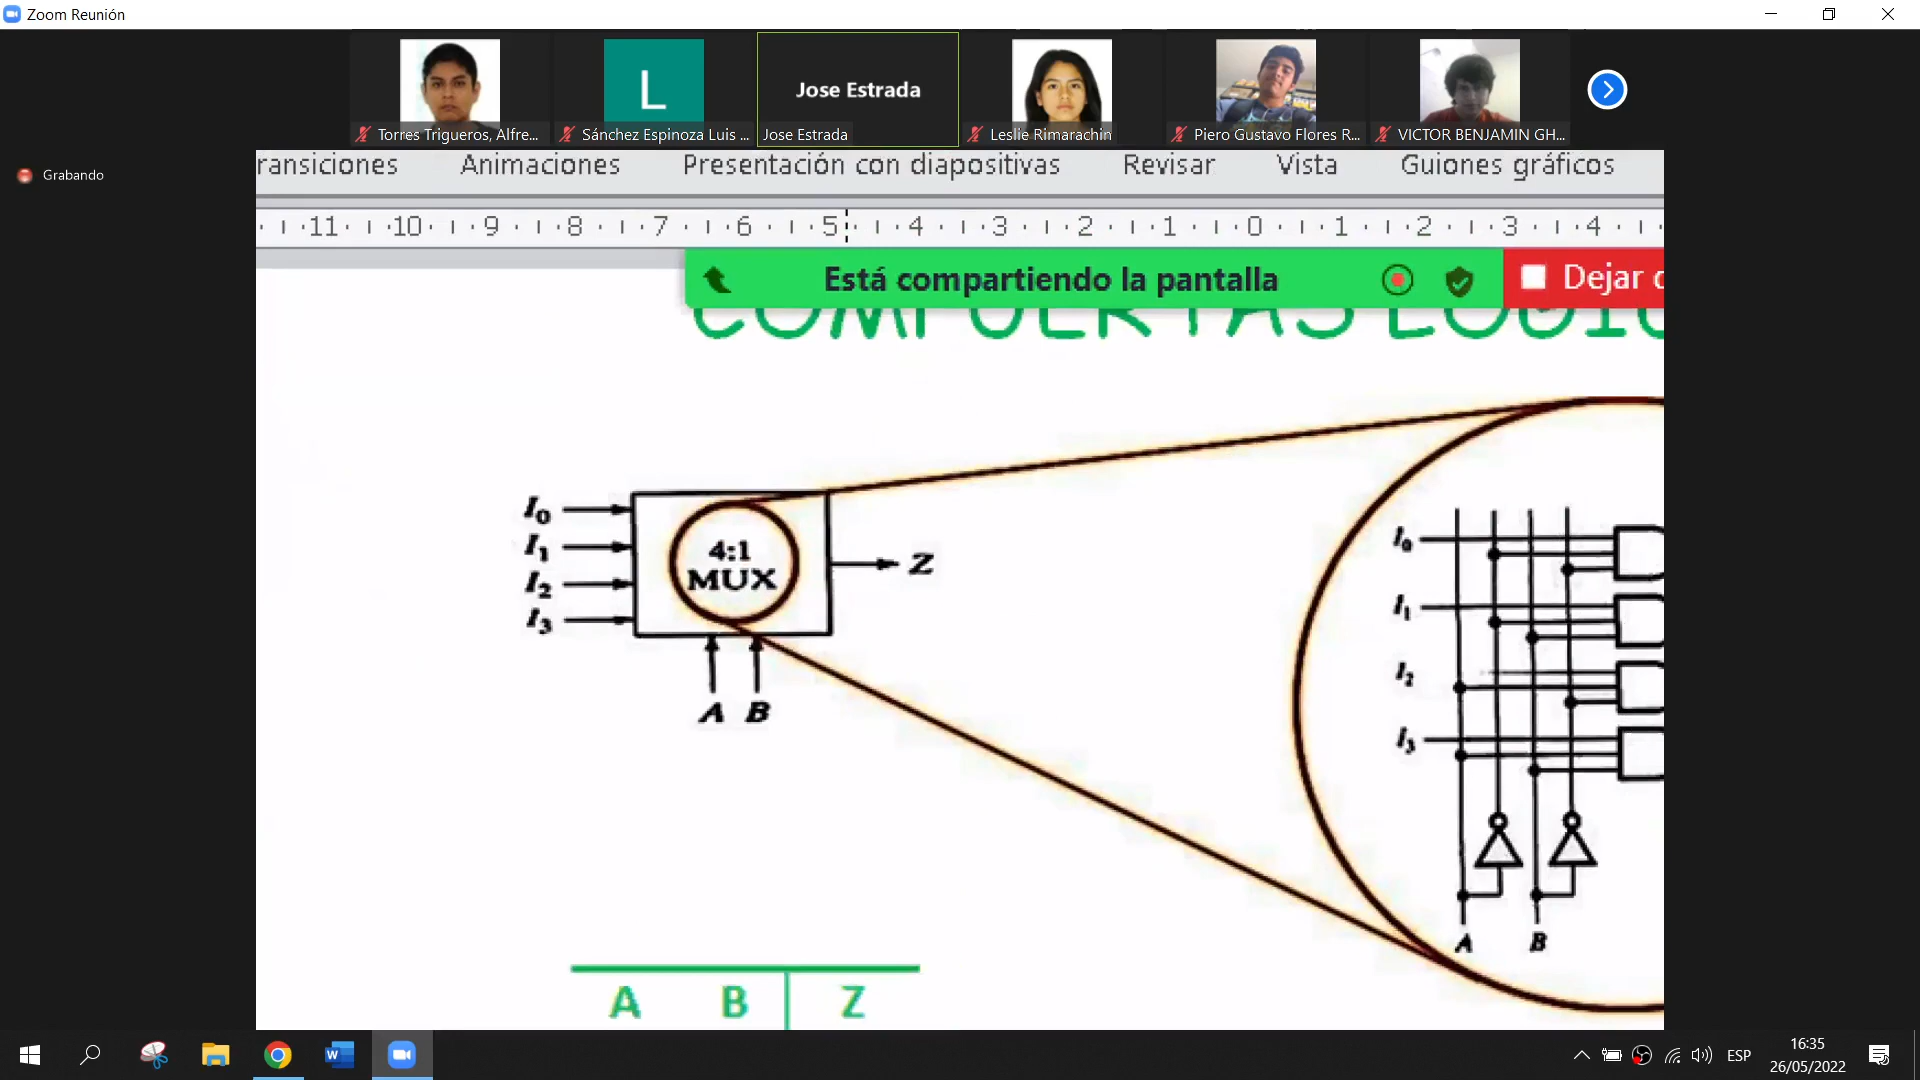 Zoom Reunión
L
Jose Estrada
Torres Trigueros, Alfre...
Sánchez Espinoza Luis ...
Jose Estrada
Leslie Rimarachin
Piero Gustavo Flores R...
VICTOR BENJAMIN GH...
Grabando
ransiciones Animaciones Presentación con diapositivas Revisar Vista Guiones gráficos
11 10 9 8 7 6 5 4 3 2 1 0 1 2 3 4
Está compartiendo la pantalla
Dejar
COMPUERTAS
I0
I1
I2
I3
4:1
MUX
Z
A B
I0
I1
I2
I3
A B
A B Z
W
ESP
16:35
26/05/2022